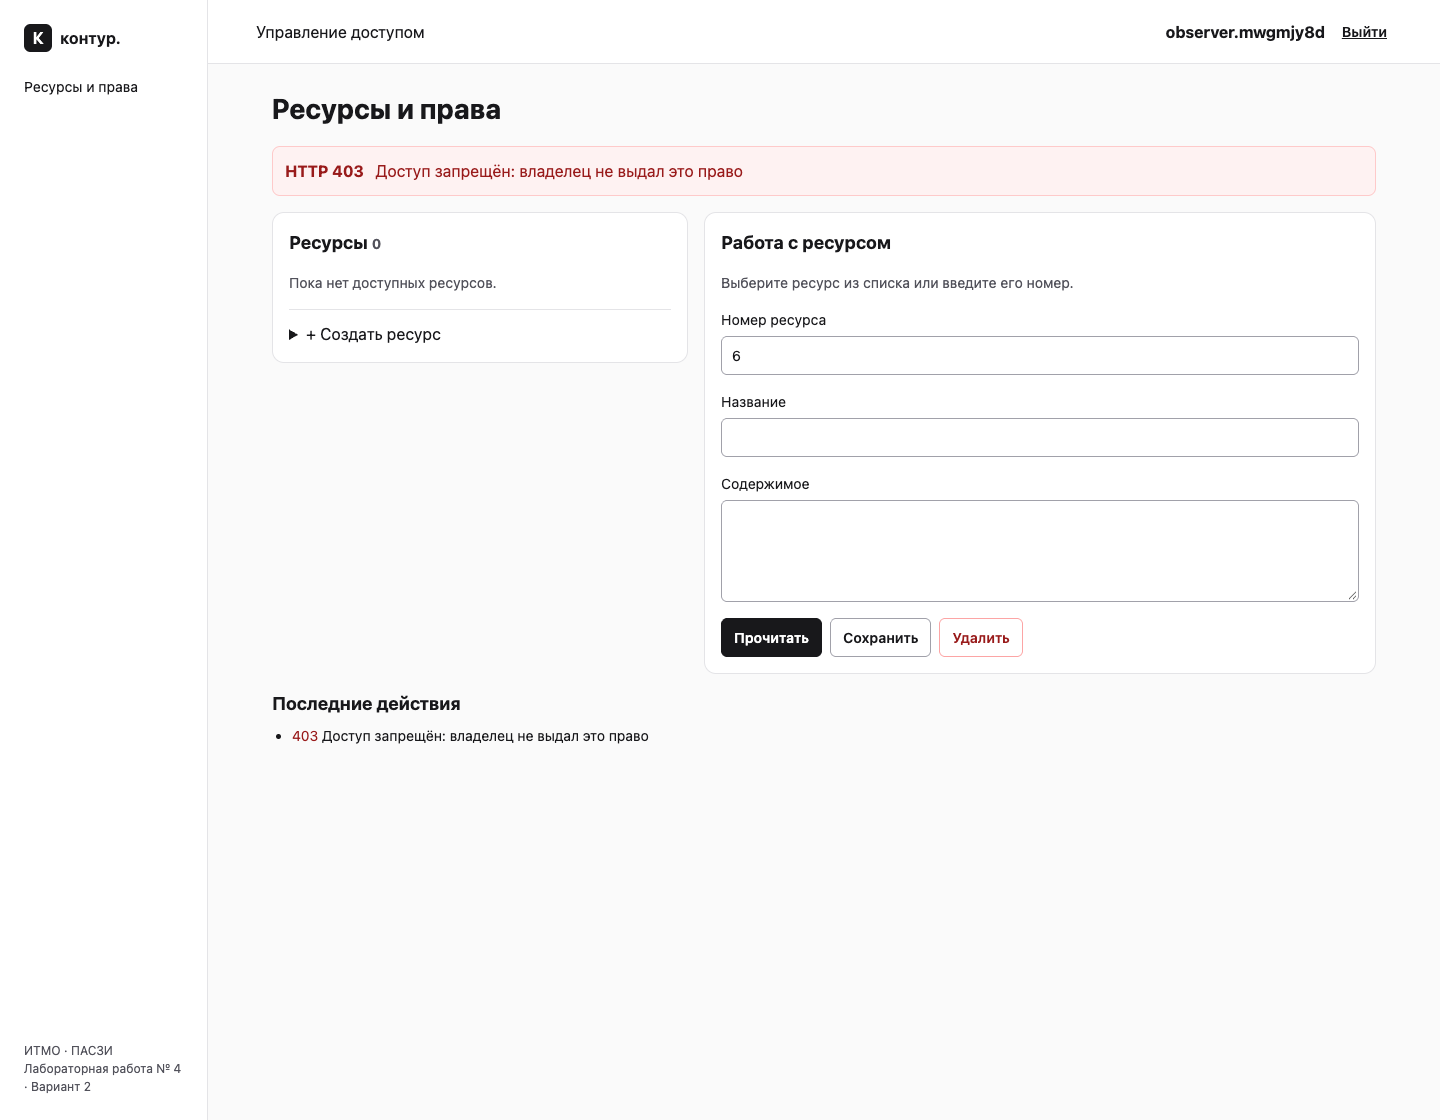 К контур.
Ресурсы и права
Управление доступом
observer.mwgmjy8d Выйти
Ресурсы и права
HTTP 403 Доступ запрещён: владелец не выдал это право
Ресурсы 0
Пока нет доступных ресурсов.
+ Создать ресурс
Работа с ресурсом
Выберите ресурс из списка или введите его номер.
Номер ресурса
6
Название
Содержимое
Прочитать Сохранить Удалить
Последние действия
403 Доступ запрещён: владелец не выдал это право
ИТМО · ПАСЗИ
Лабораторная работа № 4
· Вариант 2